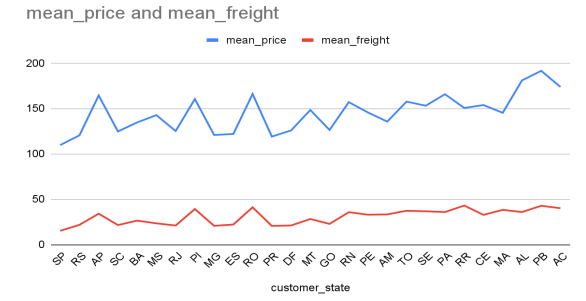 mean_price and mean_freight
mean_price mean_freight
200
150
100
50
0
SP RS AP SC BA MS RJ PI MG ES RO PR DF MT GO RN PE AM TO SE PA RR CE MA AL PB AC
customer_state